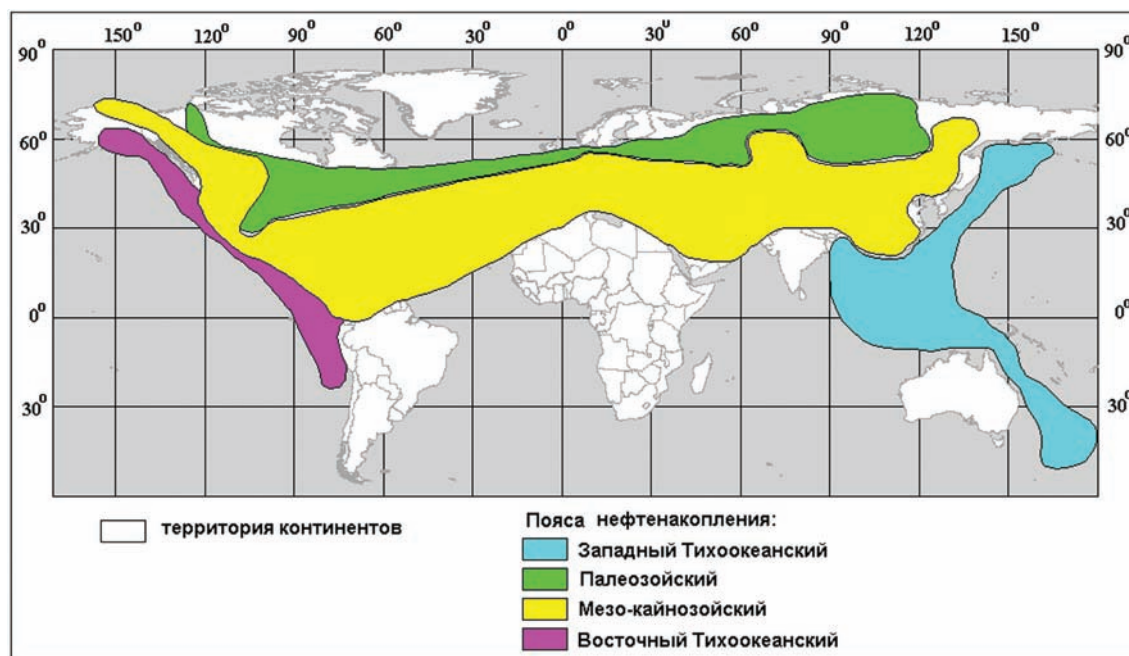 150⁰ 120⁰ 90⁰ 60⁰ 30⁰ 0⁰ 30⁰ 60⁰ 90⁰ 120⁰ 150⁰
90⁰ 90⁰
60⁰ 60⁰
30⁰ 30⁰
0⁰ 0⁰
30⁰ 30⁰
территория континентов
Пояса нефтенакопления:
Западный Тихоокеанский
Палеозойский
Мезо-кайнозойский
Восточный Тихоокеанский